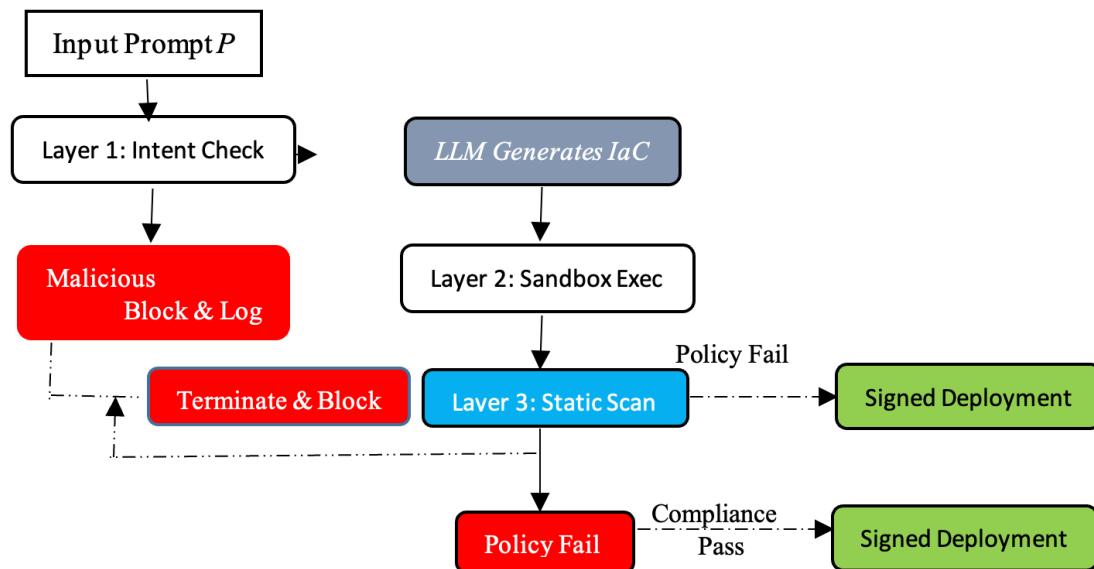 Input Prompt P
Layer 1: Intent Check
LLM Generates IaC
Malicious
Block & Log
Layer 2: Sandbox Exec
Policy Fail
Terminate & Block
Laver 3: Static Scan
Signed Deployment
Policy Fail
Compliance
Pass
Signed Deployment